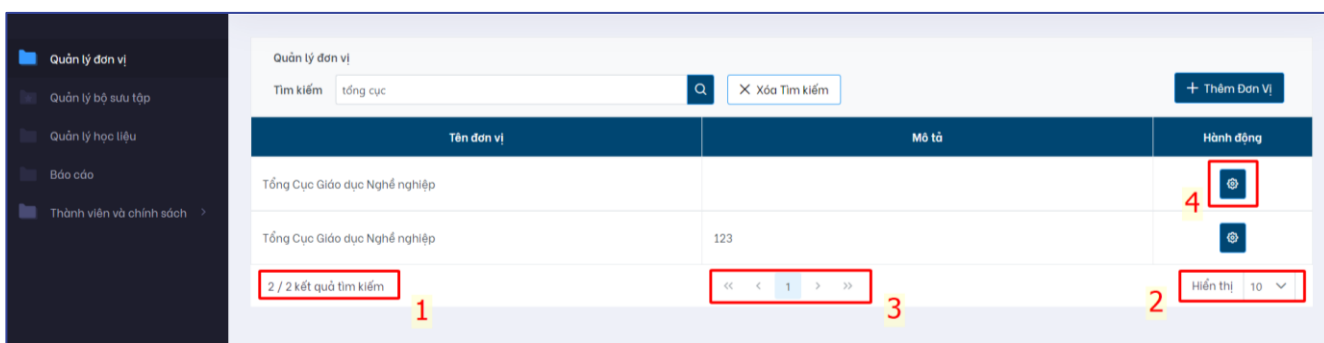 Quản lý đơn vị
Quản lý bộ sưu tập
Quản lý học liệu
Báo cáo
Thành viên và chính sách
Quản lý đơn vị
Tìm kiếm tổng cục Xóa Tìm kiếm + Thêm Đơn Vị
Tên đơn vị Mô tả Hành động
Tổng Cục Giáo dục Nghề nghiệp
4
Tổng Cục Giáo dục Nghề nghiệp 123
2 / 2 kết quả tìm kiếm << < 1 > >> Hiển thị 10
1 3 2